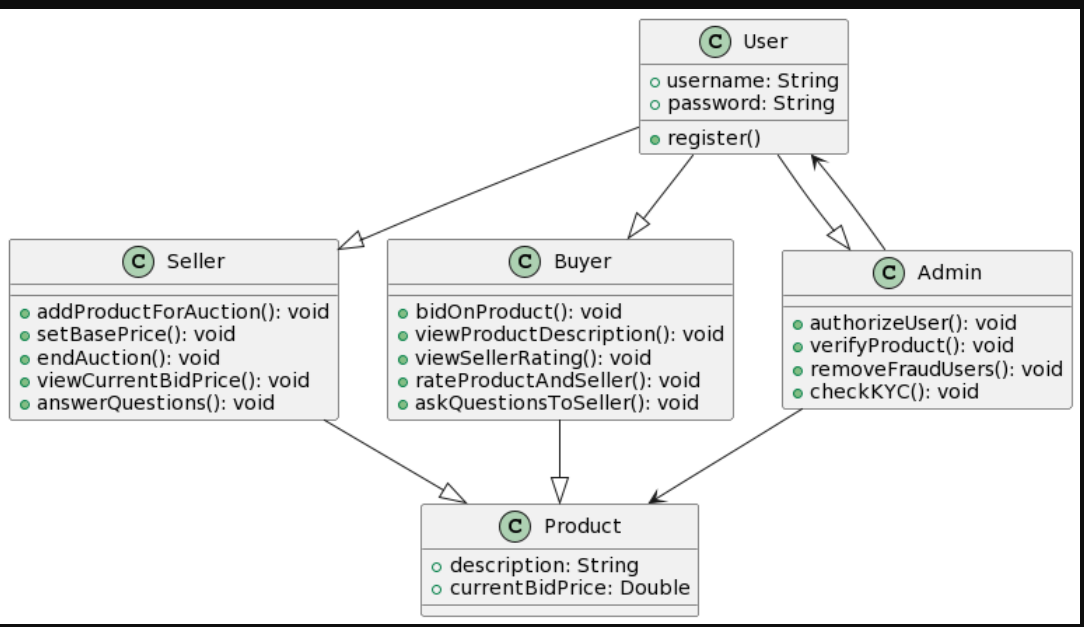 C User
username: String
password: String
register()
C Seller
addProductForAuction(): void
setBasePrice(): void
endAuction(): void
viewCurrentBidPrice(): void
answerQuestions(): void
C Buyer
bidOnProduct(): void
viewProductDescription(): void
viewSellerRating(): void
rateProductAndSeller(): void
askQuestionsToSeller(): void
C Admin
authorizeUser(): void
verifyProduct(): void
removeFraudUsers(): void
checkKYC(): void
C Product
description: String
currentBidPrice: Double